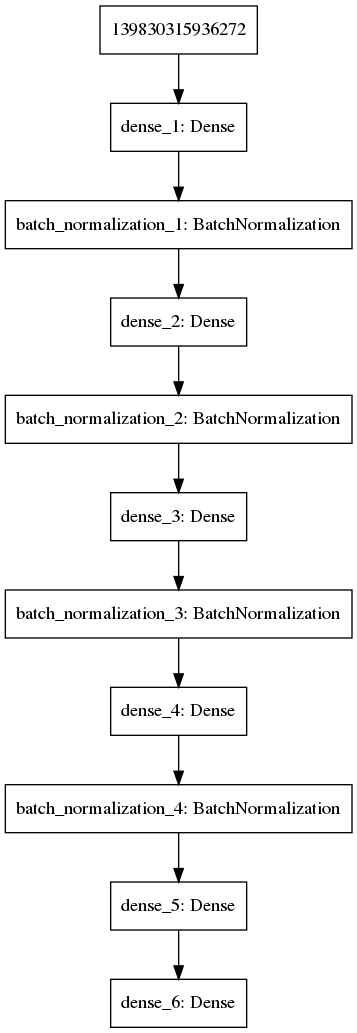 139830315936272
dense_1: Dense
batch_normalization_1: BatchNormalization
dense_2: Dense
batch_normalization_2: BatchNormalization
dense_3: Dense
batch_normalization_3: BatchNormalization
dense_4: Dense
batch_normalization_4: BatchNormalization
dense_5: Dense
dense_6: Dense